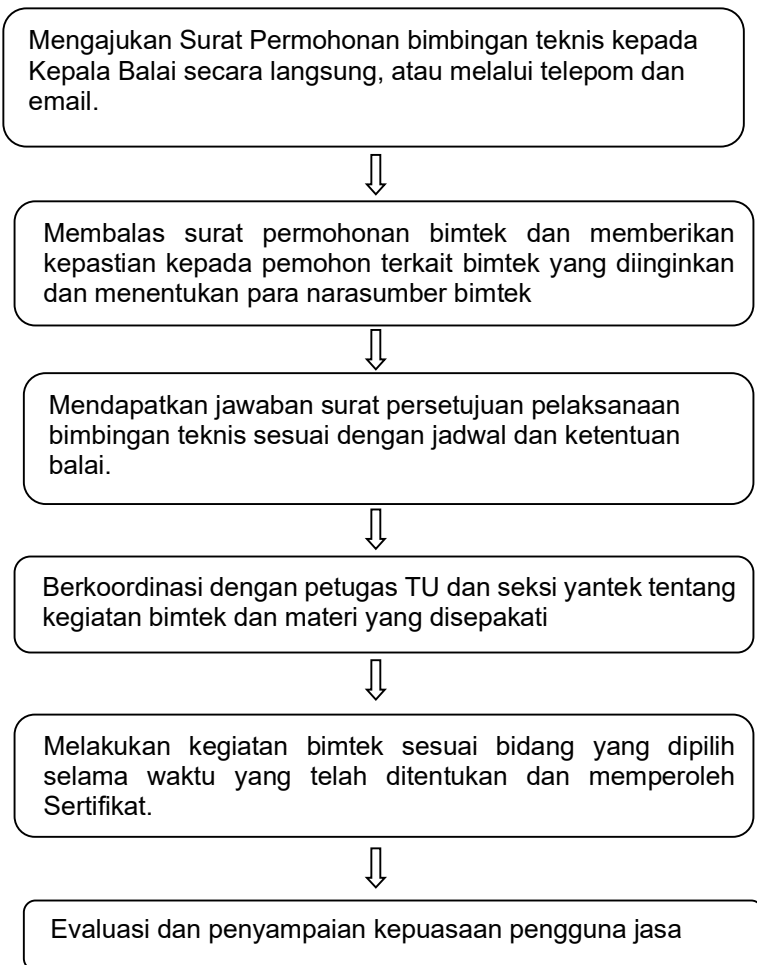 Mengajukan Surat Permohonan bimbingan teknis kepada
Kepala Balai secara langsung, atau melalui telepom dan
email.
Membalas surat permohonan bimtek dan memberikan
kepastian kepada pemohon terkait bimtek yang diinginkan
dan menentukan para narasumber bimtek
Mendapatkan jawaban surat persetujuan pelaksanaan
bimbingan teknis sesuai dengan jadwal dan ketentuan
balai.
Berkoordinasi dengan petugas TU dan seksi yantek tentang
kegiatan bimtek dan materi yang disepakati
Melakukan kegiatan bimtek sesuai bidang yang dipilih
selama waktu yang telah ditentukan dan memperoleh
Sertifikat.
Evaluasi dan penyampaian kepuasaan pengguna jasa